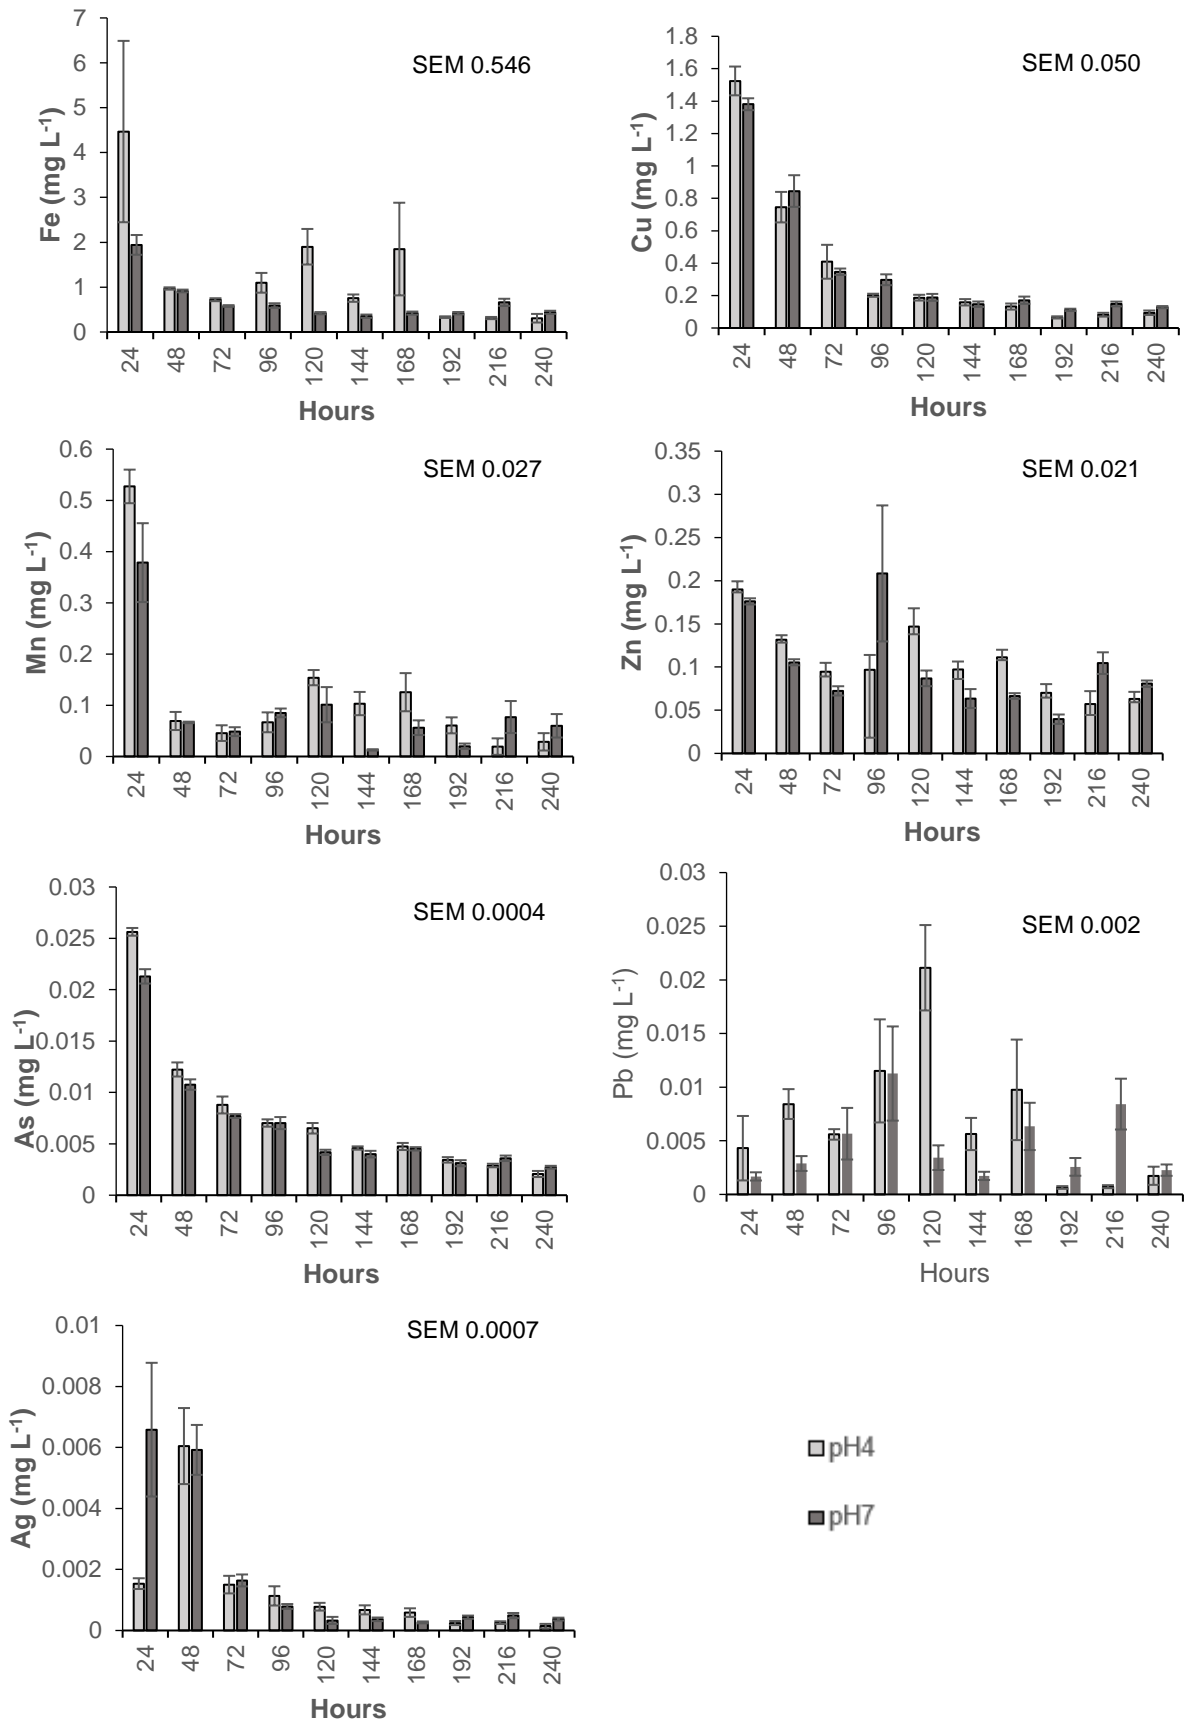 7
6
5
4
3
2
1
0
Fe (mg L-1)
SEM 0.546
24 48 72 96 120 144 168 192 216 240
Hours
1.8
1.6
1.4
1.2
1
0.8
0.6
0.4
0.2
0
Cu (mg L-1)
SEM 0.050
24 48 72 96 120 144 168 192 216 240
Hours
0.6
0.5
0.4
0.3
0.2
0.1
0
Mn (mg L-1)
SEM 0.027
24 48 72 96 120 144 168 192 216 240
Hours
0.35
0.3
0.25
0.2
0.15
0.1
0.05
0
Zn (mg L-1)
SEM 0.021
24 48 72 96 120 144 168 192 216 240
Hours
0.03
0.025
0.02
0.015
0.01
0.005
0
As (mg L-1)
SEM 0.0004
24 48 72 96 120 144 168 192 216 240
Hours
0.03
0.025
0.02
0.015
0.01
0.005
0
Pb (mg L-1)
SEM 0.002
24 48 72 96 120 144 168 192 216 240
Hours
0.01
0.008
0.006
0.004
0.002
0
Ag (mg L-1)
SEM 0.0007
24 48 72 96 120 144 168 192 216 240
Hours
pH4
pH7